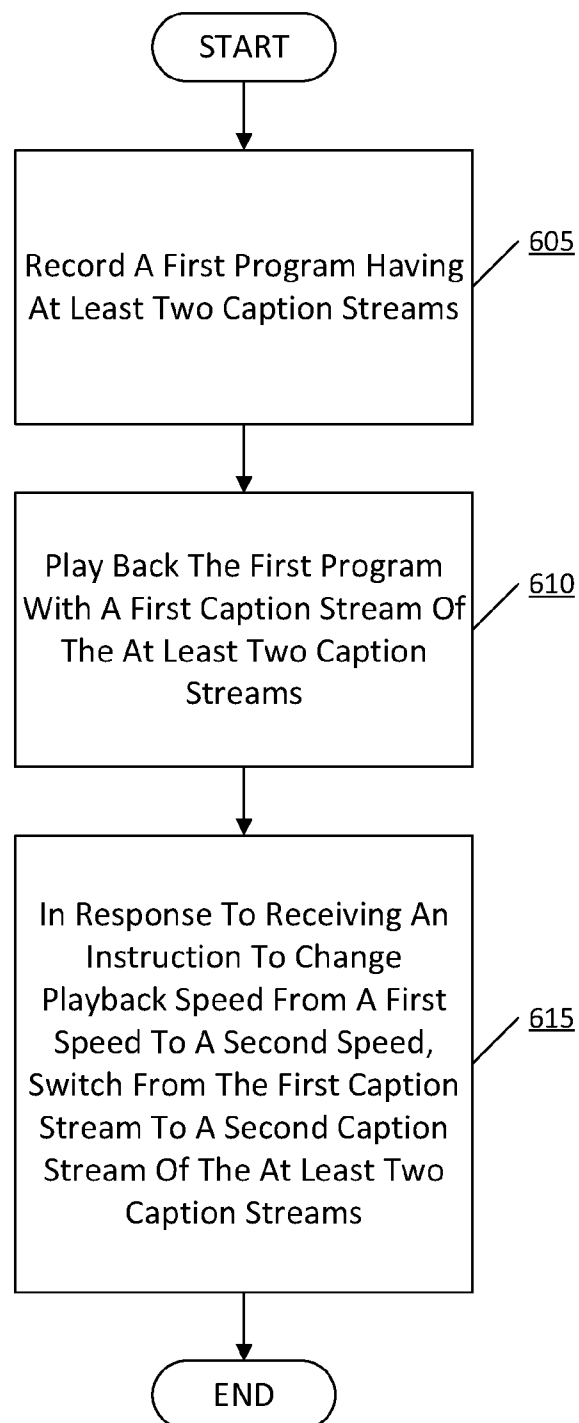 START
Record A First Program Having
At Least Two Caption Streams
605
Play Back The First Program
With A First Caption Stream Of
The At Least Two Caption
Streams
610
In Response To Receiving An
Instruction To Change
Playback Speed From A First
Speed To A Second Speed,
Switch From The First Caption
Stream To A Second Caption
Stream Of The At Least Two
Caption Streams
615
END